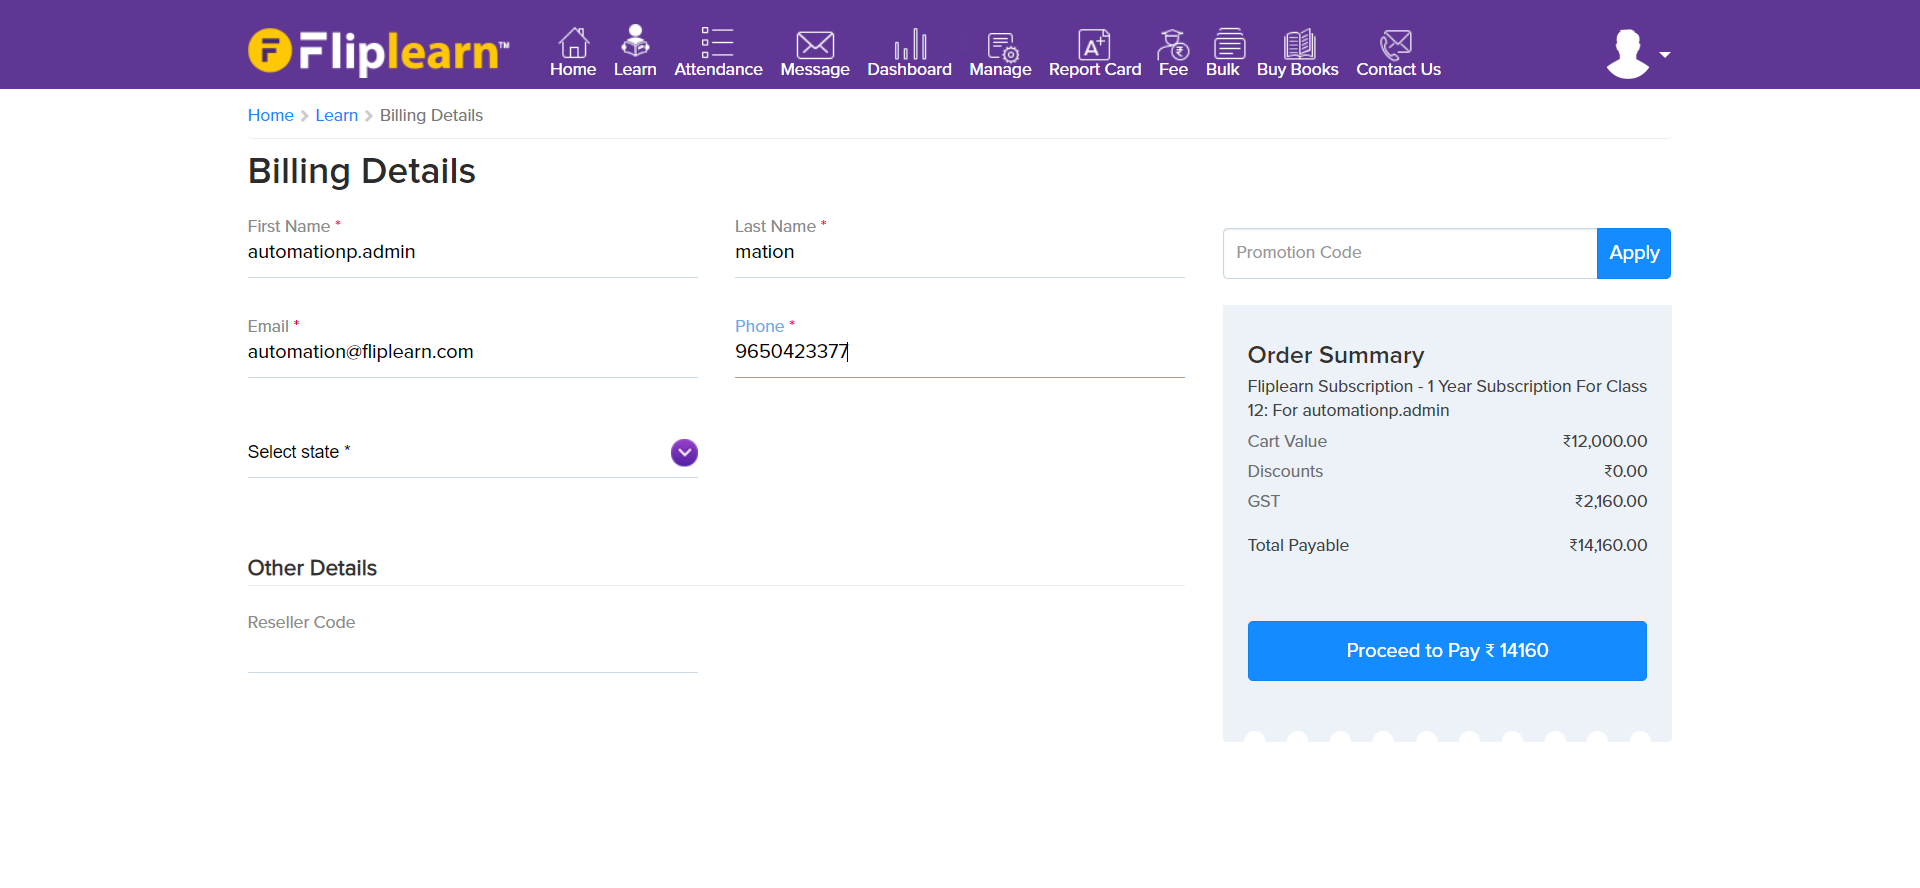 Fliplearn™
Home Learn Attendance Message Dashboard Manage Report Card Fee Bulk Buy Books Contact Us
Home Learn Billing Details
Billing Details
First Name *
automationp.admin
Last Name *
mation
Promotion Code
Apply
Email *
automation@fliplearn.com
Phone *
9650423377
Select state *
Other Details
Reseller Code
Order Summary
Fliplearn Subscription - 1 Year Subscription For Class
12: For automationp.admin
Cart Value ₹12,000.00
Discounts ₹0.00
GST ₹2,160.00
Total Payable ₹14,160.00
Proceed to Pay ₹ 14160